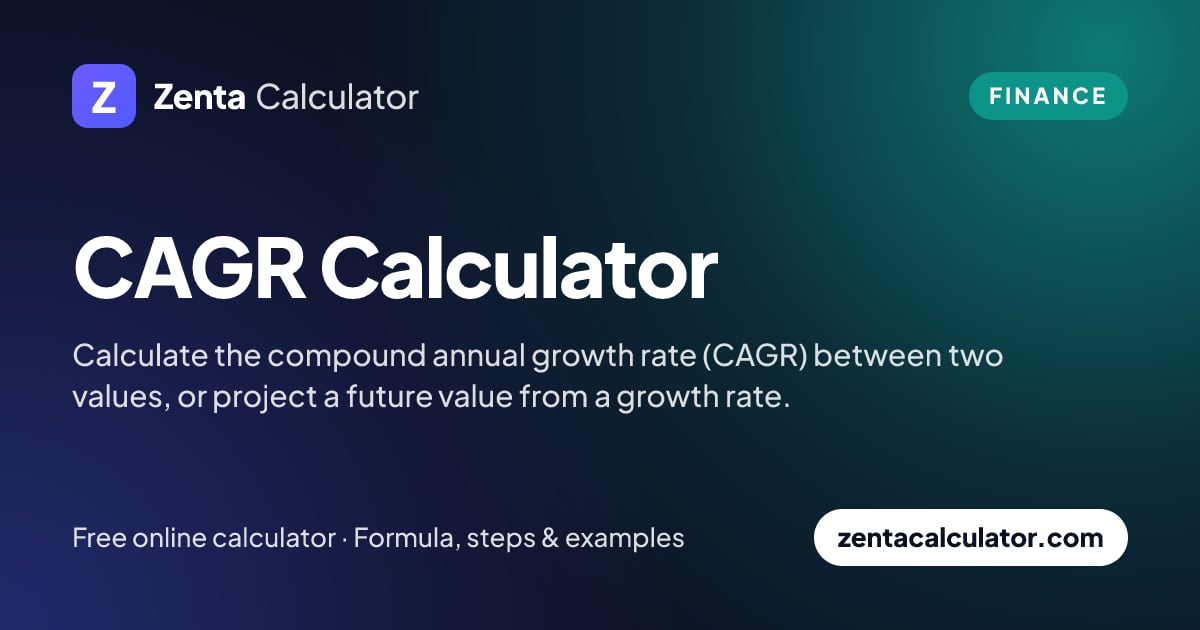 Z
Zenta Calculator
FINANCE
CAGR Calculator
Calculate the compound annual growth rate (CAGR) between two
values, or project a future value from a growth rate.
Free online calculator · Formula, steps & examples
zentacalculator.com